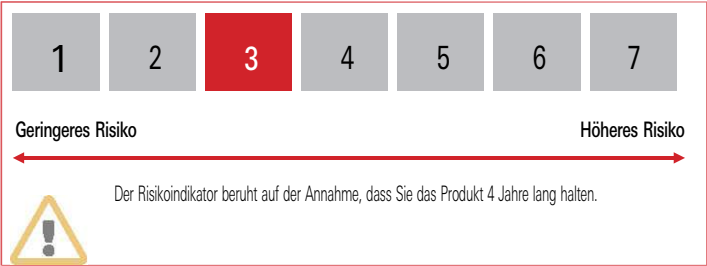 1 2 3 4 5 6 7
Geringeres Risiko Höheres Risiko
Der Risikoindikator beruht auf der Annahme, dass Sie das Produkt 4 Jahre lang halten.
!